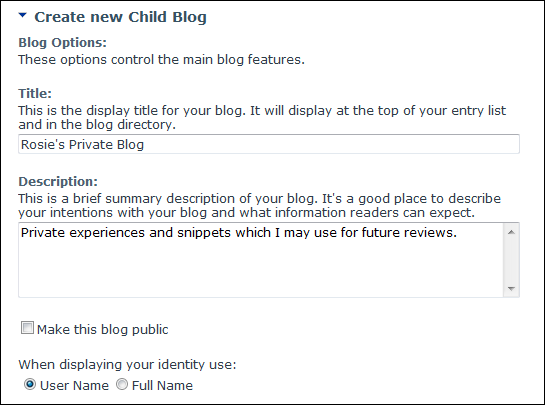 Create new Child Blog
Blog Options:
These options control the main blog features.
Title:
This is the display title for your blog. It will display at the top of your entry list
and in the blog directory.
Rosie's Private Blog
Description:
This is a brief summary description of your blog. It's a good place to describe
your intentions with your blog and what information readers can expect.
Private experiences and snippets which I may use for future reviews.
Make this blog public
When displaying your identity use:
User Name Full Name